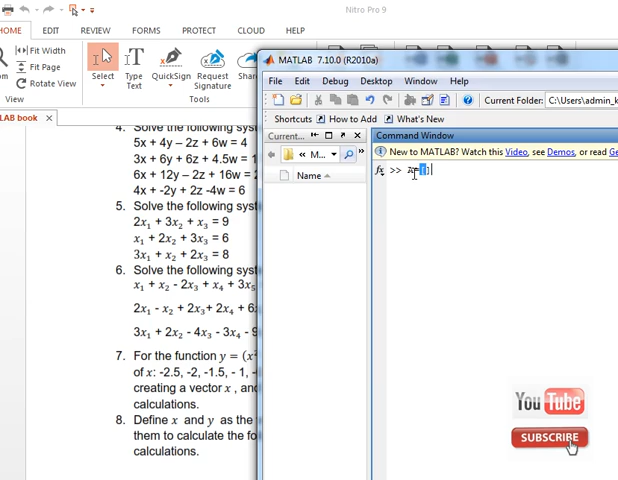 Nitro Pro 9
HOME EDIT REVIEW FORMS PROTECT CLOUD HELP
Fit Width
Fit Page
Rotate View
View
Select
Type
Text
QuickSign
Request
Signature
Tools
LAB book
4. Solve the following syst
5x + 4y – 2z + 6w = 4
3x + 6y + 6z + 4.5w = 1
6x + 12y – 2z + 16w =
4x + -2y + 2z -4w = 6
5. Solve the following syst
2x₁ + 3x₂ + x₃ = 9
x₁ + 2x₂ + 3x₃ = 6
3x₁ + x₂ + 2x₃ = 8
6. Solve the following syst
x₁ + x₂ - 2x₃ + x₄ + 3x₅
2x₁ - x₂ + 2x₃+ 2x₄ + 6
3x₁ + 2x₂ - 4x₃ - 3x₄ - 9
7. For the function y = (x²
of x: -2.5, -2, -1.5, - 1, -
creating a vector x , and
calculations.
8. Define x and y as the
them to calculate the fo
calculations.
MATLAB 7.10.0 (R2010a)
File Edit Debug Desktop Window Help
Current Folder: C:\Users\admin_k
Shortcuts How to Add What's New
Current...
« M...
Name
Command Window
New to MATLAB? Watch this Video, see Demos, or read Ge
fx >> A=[]
You Tube
SUBSCRIBE